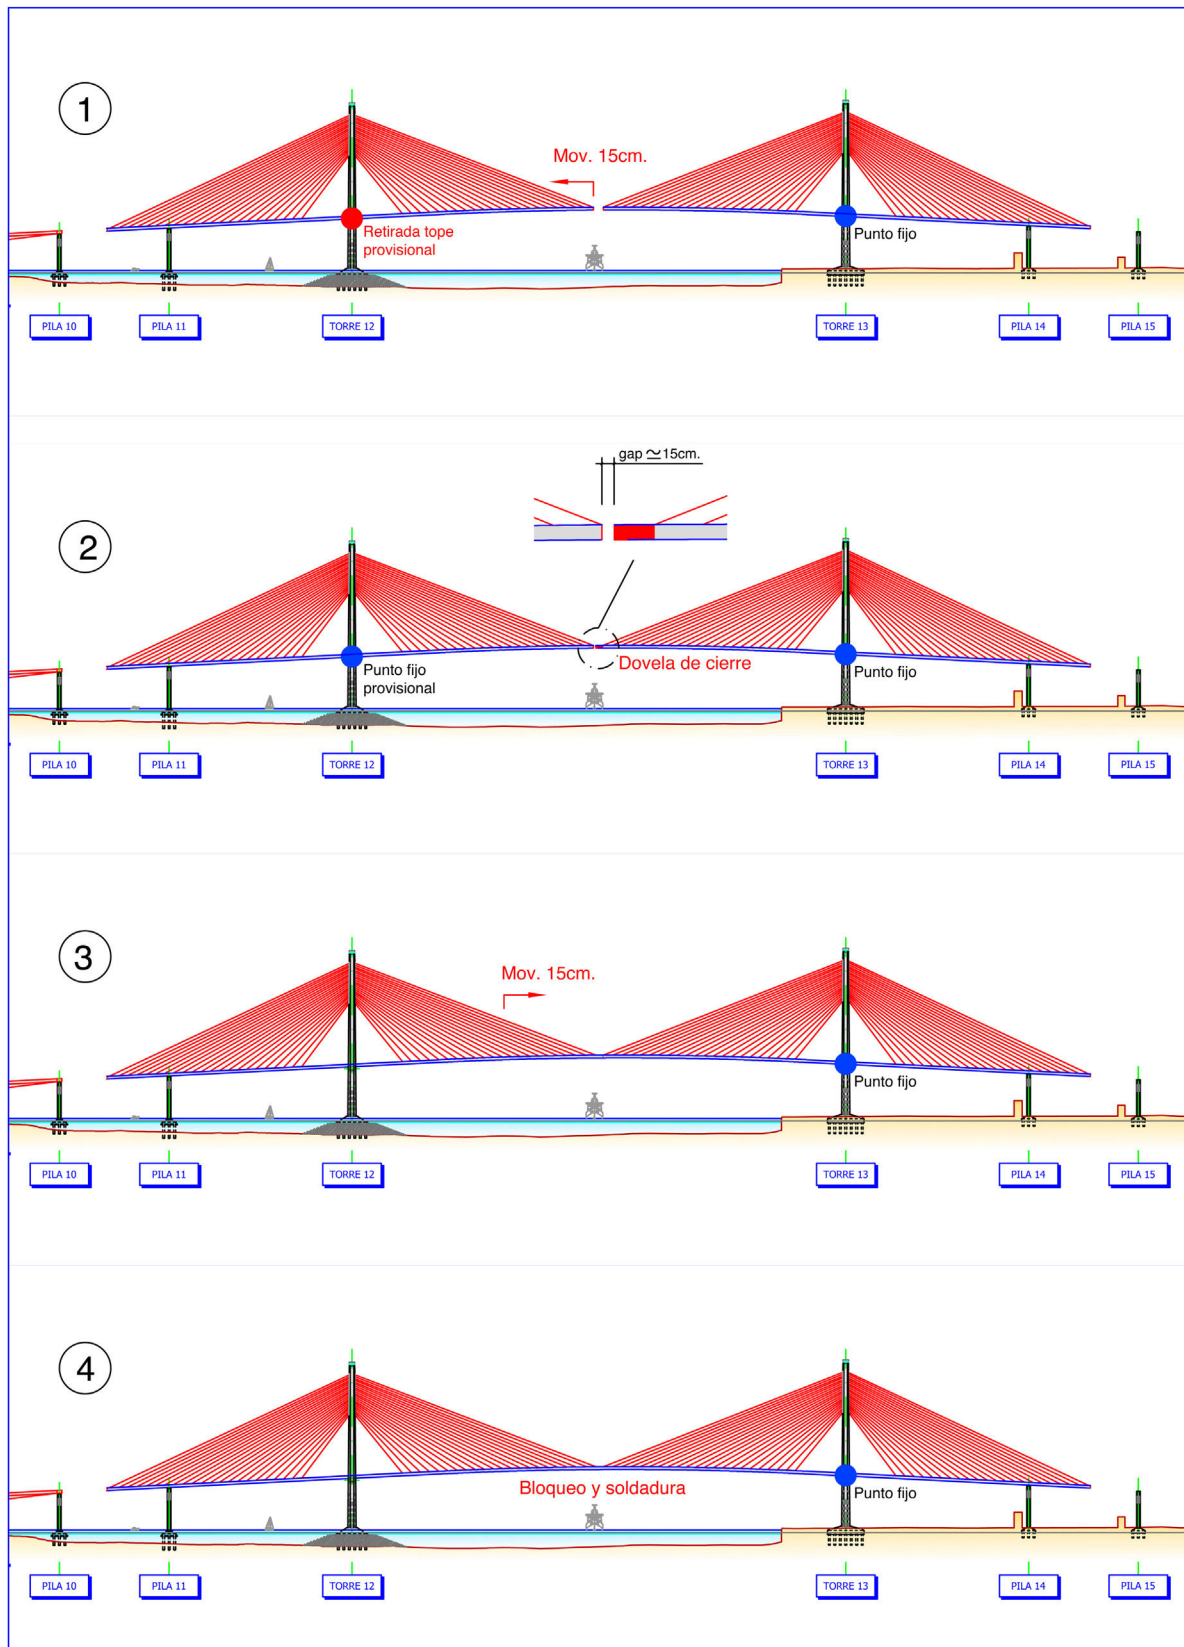 1
Mov. 15cm.
Retirada tope
provisional
Punto fijo
PILA 10
PILA 11
TORRE 12
TORRE 13
PILA 14
PILA 15
gap ≃15cm.
2
Punto fijo
provisional
Dovela de cierre
Punto fijo
PILA 10
PILA 11
TORRE 12
TORRE 13
PILA 14
PILA 15
3
Mov. 15cm.
Punto fijo
PILA 10
PILA 11
TORRE 12
TORRE 13
PILA 14
PILA 15
4
Bloqueo y soldadura
Punto fijo
PILA 10
PILA 11
TORRE 12
TORRE 13
PILA 14
PILA 15